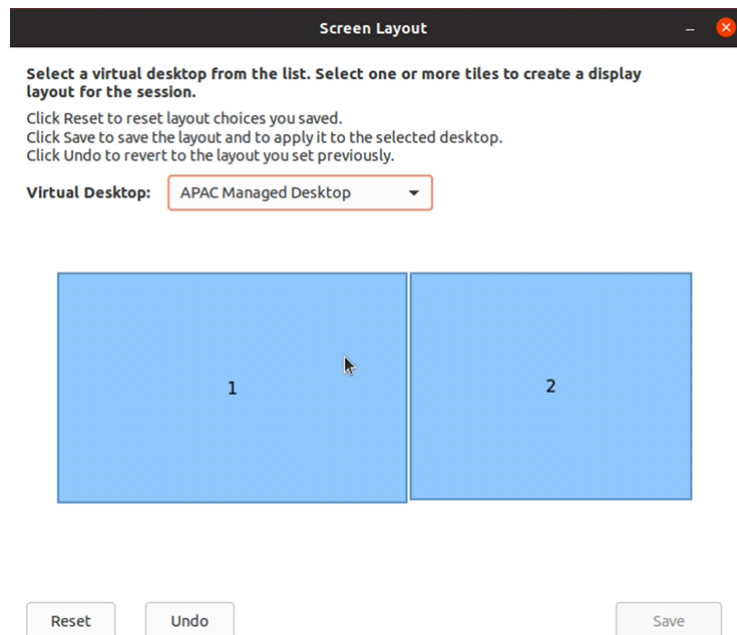 Screen Layout
Select a virtual desktop from the list. Select one or more tiles to create a display
layout for the session.
Click Reset to reset layout choices you saved.
Click Save to save the layout and to apply it to the selected desktop.
Click Undo to revert to the layout you set previously.
Virtual Desktop: APAC Managed Desktop
1 2
Reset Undo Save